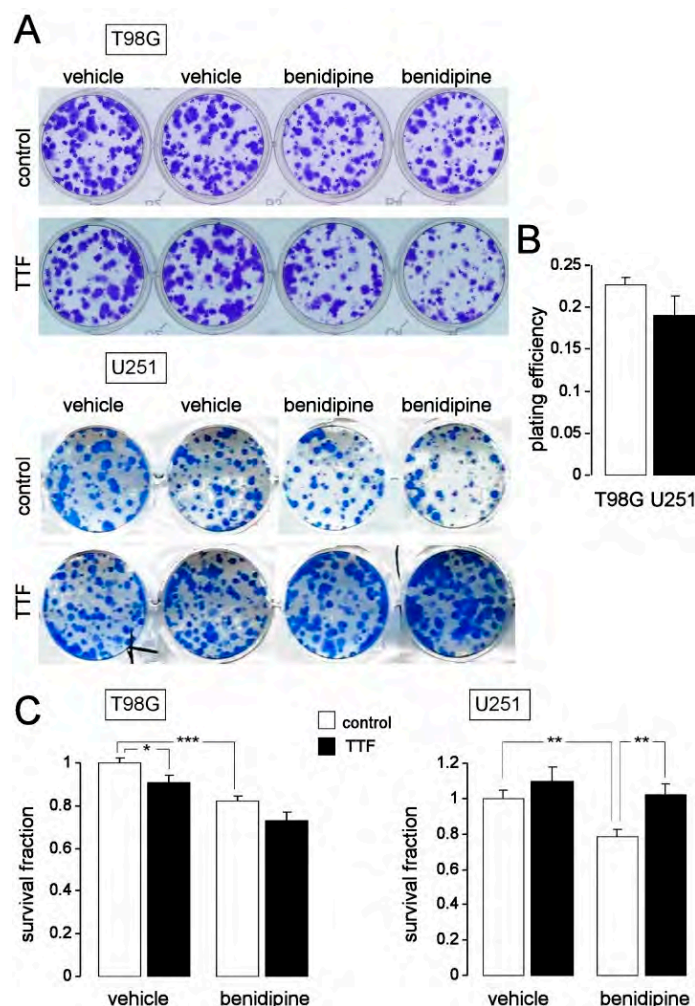 A
T98G
vehicle vehicle benidipine benidipine
control
TTF
U251
vehicle vehicle benidipine benidipine
control
TTF
B
plating efficiency
0.25
0.2
0.15
0.1
0.05
0
T98G U251
C
T98G
control
TTF
survival fraction
1
0.8
0.6
0.4
0.2
0
*
***
vehicle benidipine
U251
survival fraction
1.2
1
0.8
0.6
0.4
0.2
0
**
**
vehicle benidipine